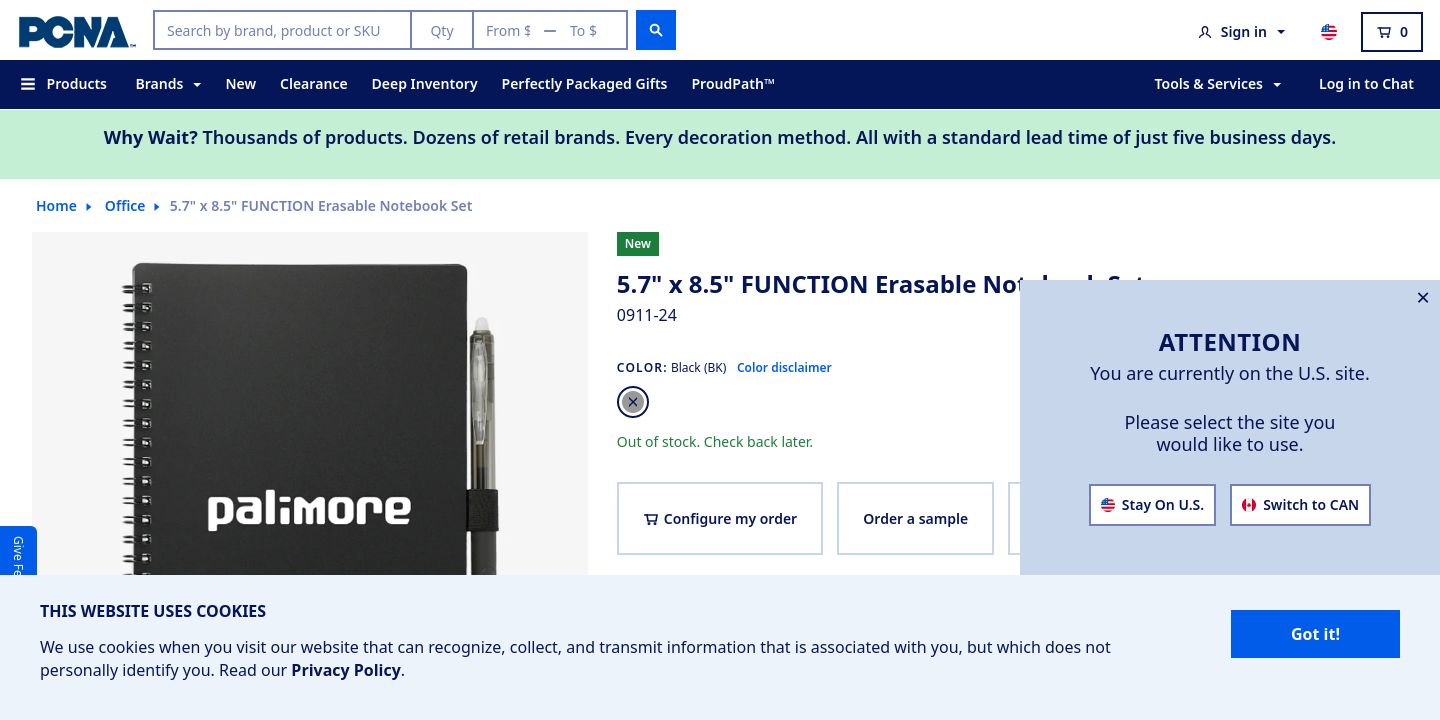 PCNA
Search by brand, product or SKU
Qty
From $ — To $
Sign in
0
Products
Brands
New
Clearance
Deep Inventory
Perfectly Packaged Gifts
ProudPath™
Tools & Services
Log in to Chat
Why Wait? Thousands of products. Dozens of retail brands. Every decoration method. All with a standard lead time of just five business days.
Home
Office
5.7" x 8.5" FUNCTION Erasable Notebook Set
palimore
New
5.7" x 8.5" FUNCTION Erasable Notebook Set
0911-24
COLOR: Black (BK) Color disclaimer
Out of stock. Check back later.
Configure my order
Order a sample
ATTENTION
You are currently on the U.S. site.
Please select the site you
would like to use.
Stay On U.S.
Switch to CAN
Give
THIS WEBSITE USES COOKIES
We use cookies when you visit our website that can recognize, collect, and transmit information that is associated with you, but which does not
personally identify you. Read our Privacy Policy.
Got it!